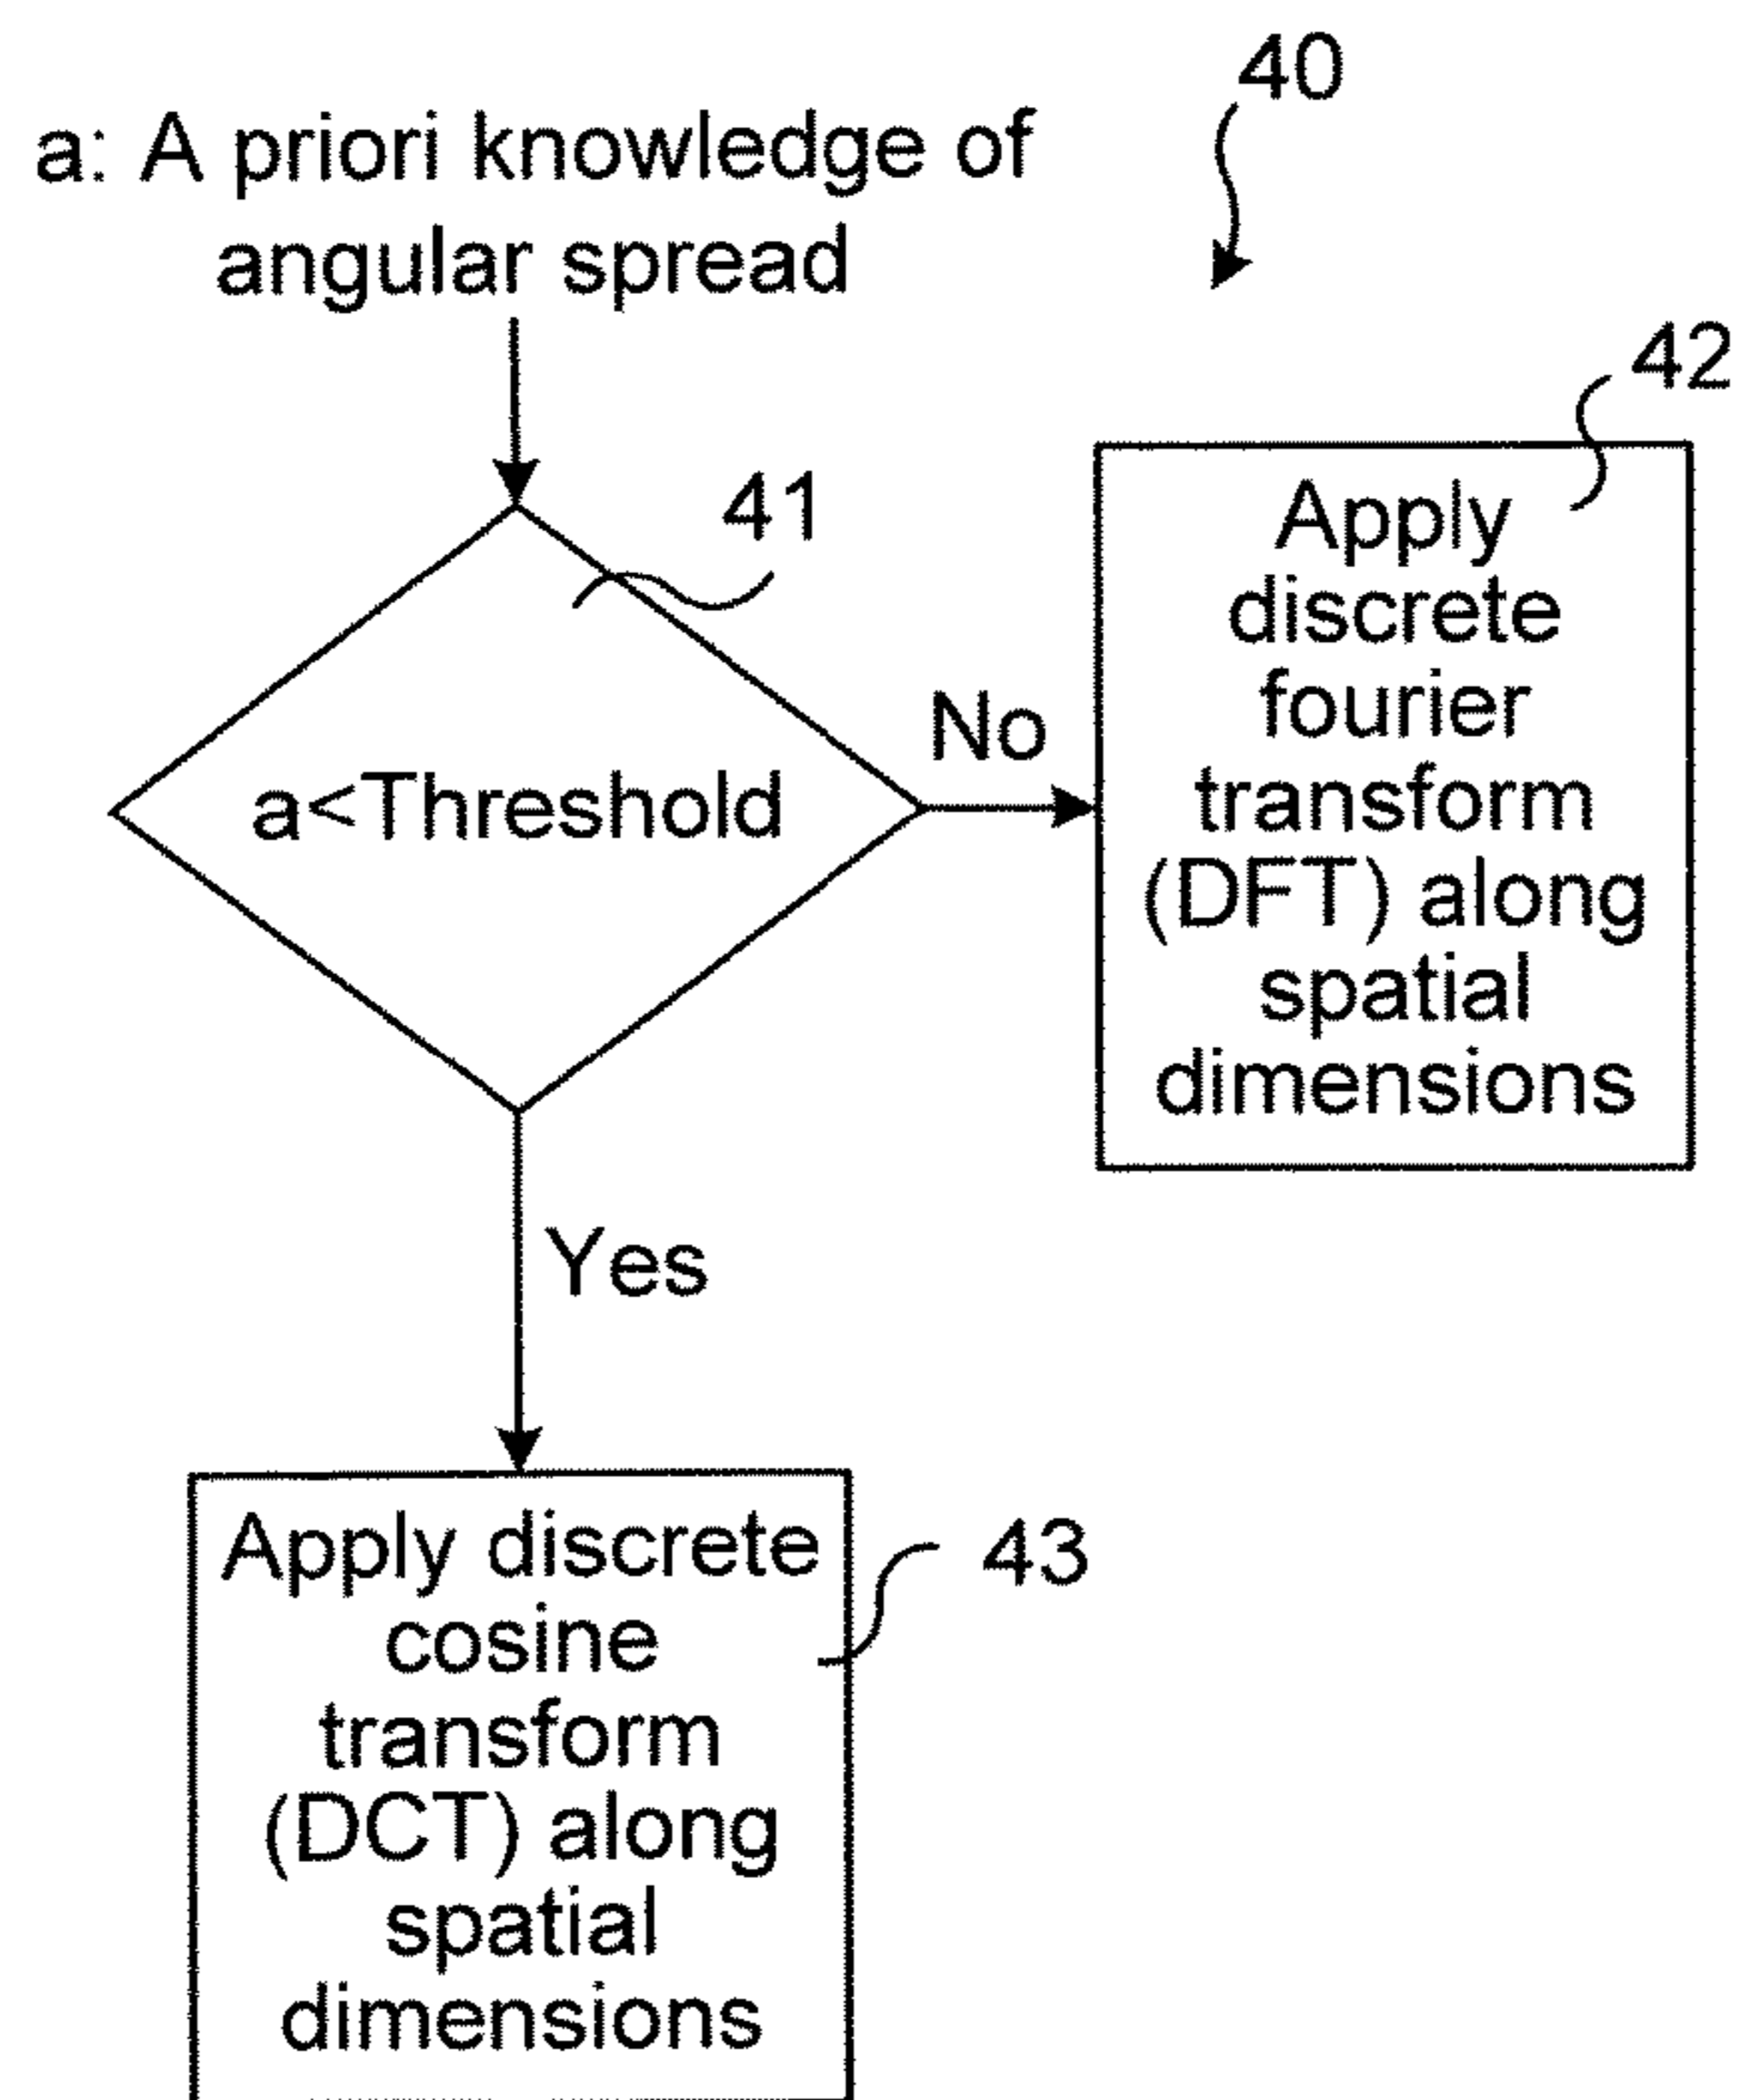 40
a: A priori knowledge of
angular spread
42
41
a<Threshold
No
Apply
discrete
fourier
transform
(DFT) along
spatial
dimensions
Yes
Apply discrete
cosine
transform
(DCT) along
spatial
dimensions
43